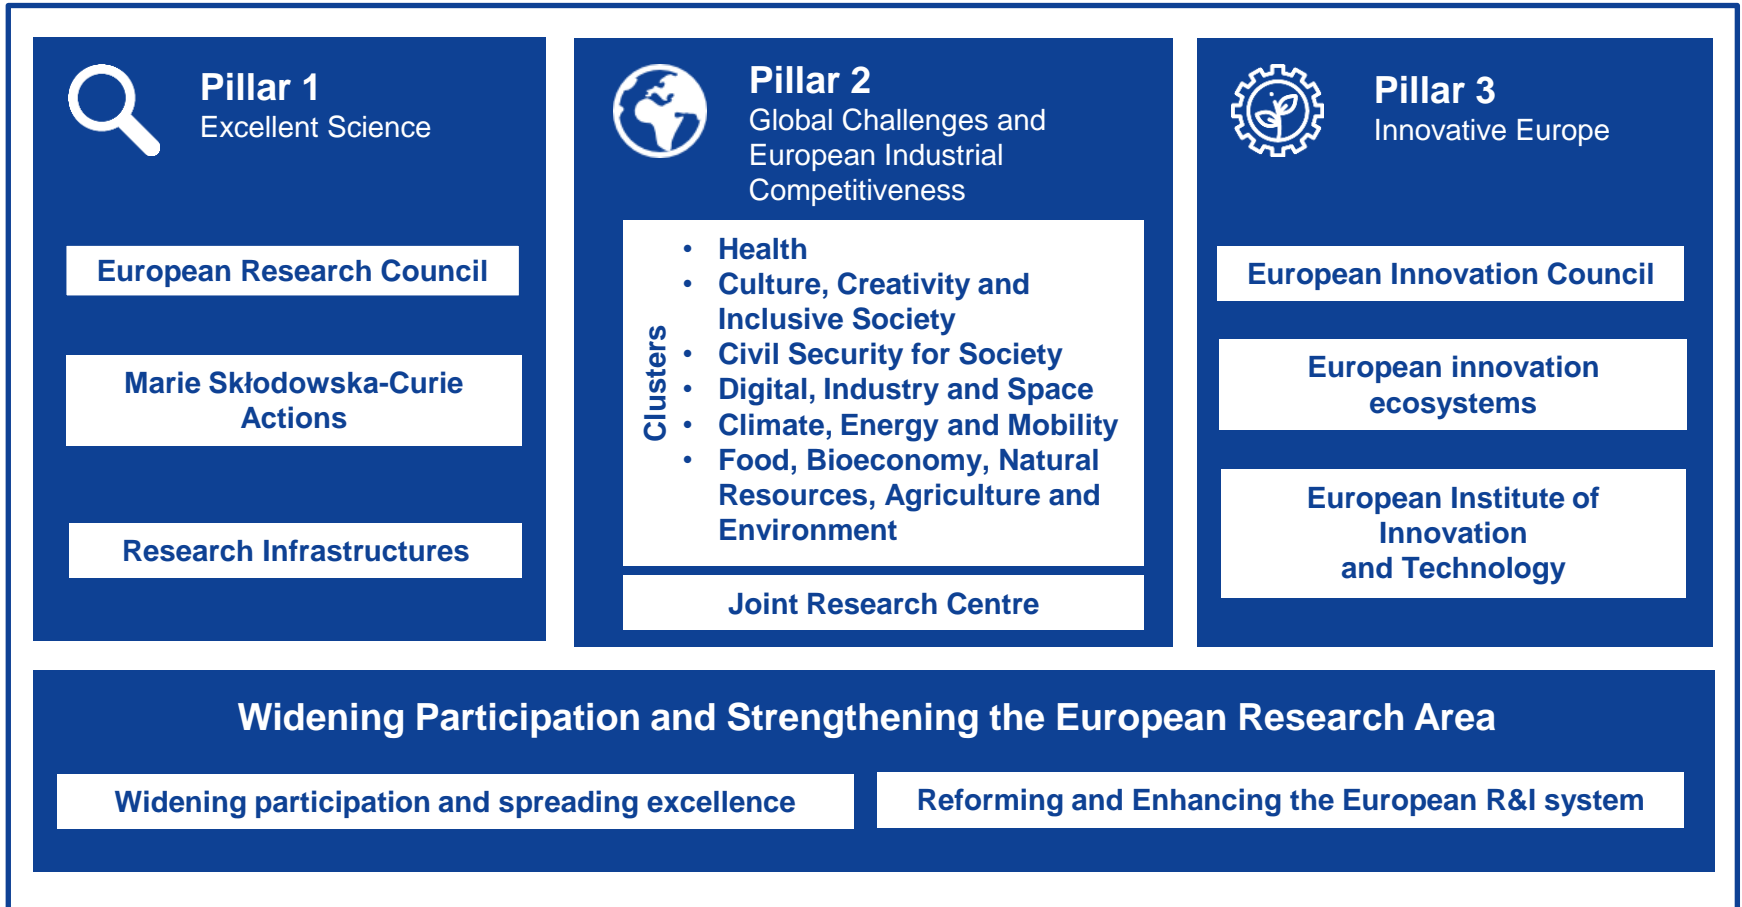 Pillar 1
Excellent Science
European Research Council
Marie Skłodowska-Curie
Actions
Research Infrastructures
Pillar 2
Global Challenges and
European Industrial
Competitiveness
Clusters
• Health
• Culture, Creativity and
Inclusive Society
• Civil Security for Society
• Digital, Industry and Space
• Climate, Energy and Mobility
• Food, Bioeconomy, Natural
Resources, Agriculture and
Environment
Joint Research Centre
Pillar 3
Innovative Europe
European Innovation Council
European innovation
ecosystems
European Institute of
Innovation
and Technology
Widening Participation and Strengthening the European Research Area
Widening participation and spreading excellence
Reforming and Enhancing the European R&I system